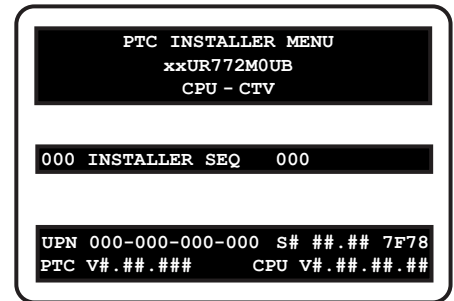 PTC INSTALLER MENU
xxUR772M0UB
CPU - CTV
000 INSTALLER SEQ 000
UPN 000-000-000-000 S# ##.## 7F78
PTC V#.##.### CPU V#.##.##.##